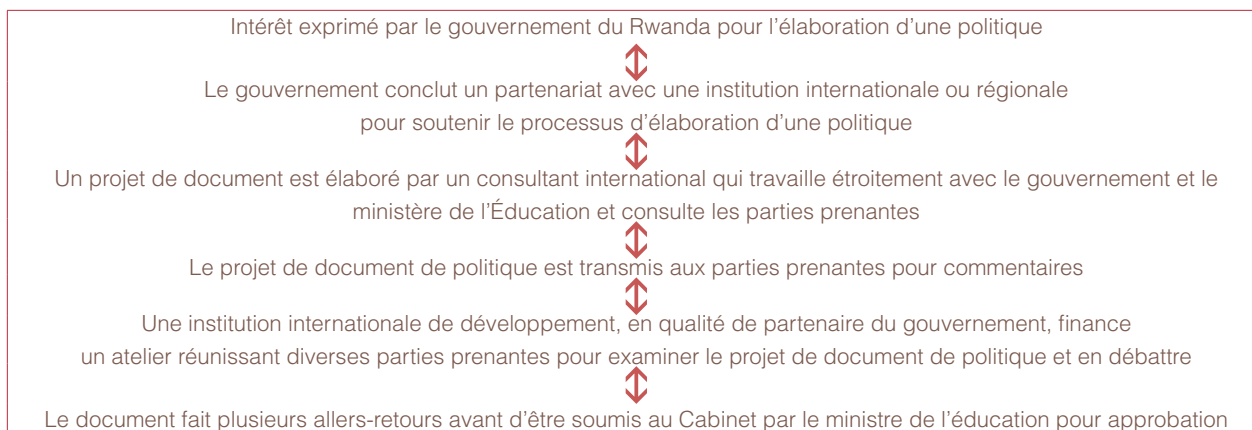 Intérêt exprimé par le gouvernement du Rwanda pour l’élaboration d’une politique
Le gouvernement conclut un partenariat avec une institution internationale ou régionale
pour soutenir le processus d’élaboration d’une politique
Un projet de document est élaboré par un consultant international qui travaille étroitement avec le gouvernement et le
ministère de l’Éducation et consulte les parties prenantes
Le projet de document de politique est transmis aux parties prenantes pour commentaires
Une institution internationale de développement, en qualité de partenaire du gouvernement, finance
un atelier réunissant diverses parties prenantes pour examiner le projet de document de politique et en débattre
Le document fait plusieurs allers-retours avant d’être soumis au Cabinet par le ministre de l’éducation pour approbation